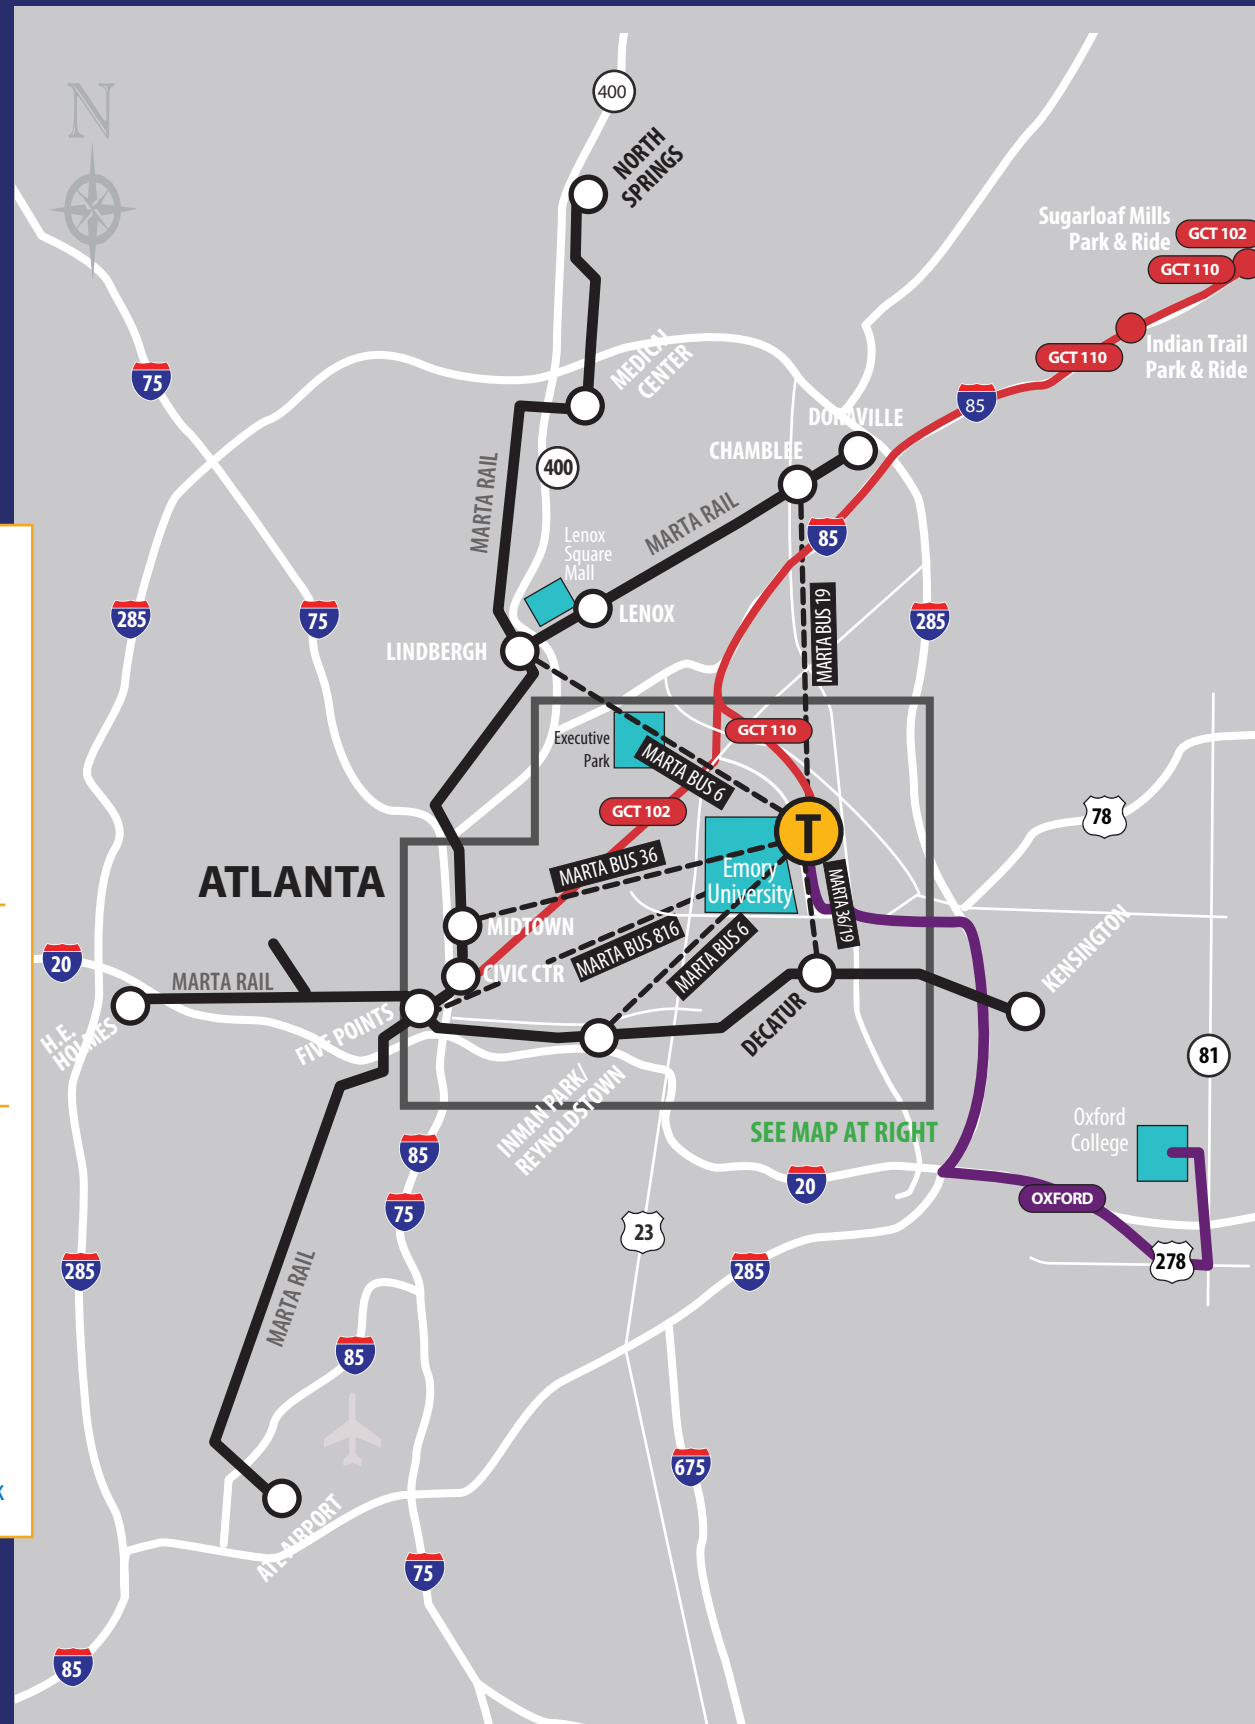 N
400
NORTH
SPRINGS
Sugarloaf Mills
Park & Ride
GCT 102
GCT 110
Indian Trail
Park & Ride
GCT 110
85
75
MEDICAL
CENTER
DORAVILLE
CHAMBLEE
400
MARTA RAIL
MARTA RAIL
85
Lenox
Square
Mall
LENOX
LINDBERGH
285
75
MARTA BUS 19
285
Executive
Park
GCT 110
MARTA BUS 6
GCT 102
78
T
ATLANTA
MARTA BUS 36
Emory
University
MARTA 36/19
MIDTOWN
MARTA BUS 816
MARTA BUS 6
KENSINGTON
20
MARTA RAIL
CIVIC CTR
H.E.
HOLMES
FIVE POINTS
DECATUR
INMAN PARK/
REYNOLDSTOWN
81
SEE MAP AT RIGHT
Oxford
College
85
20
OXFORD
75
23
278
285
285
MARTA RAIL
85
675
K
ATL AIRPORT
75
85